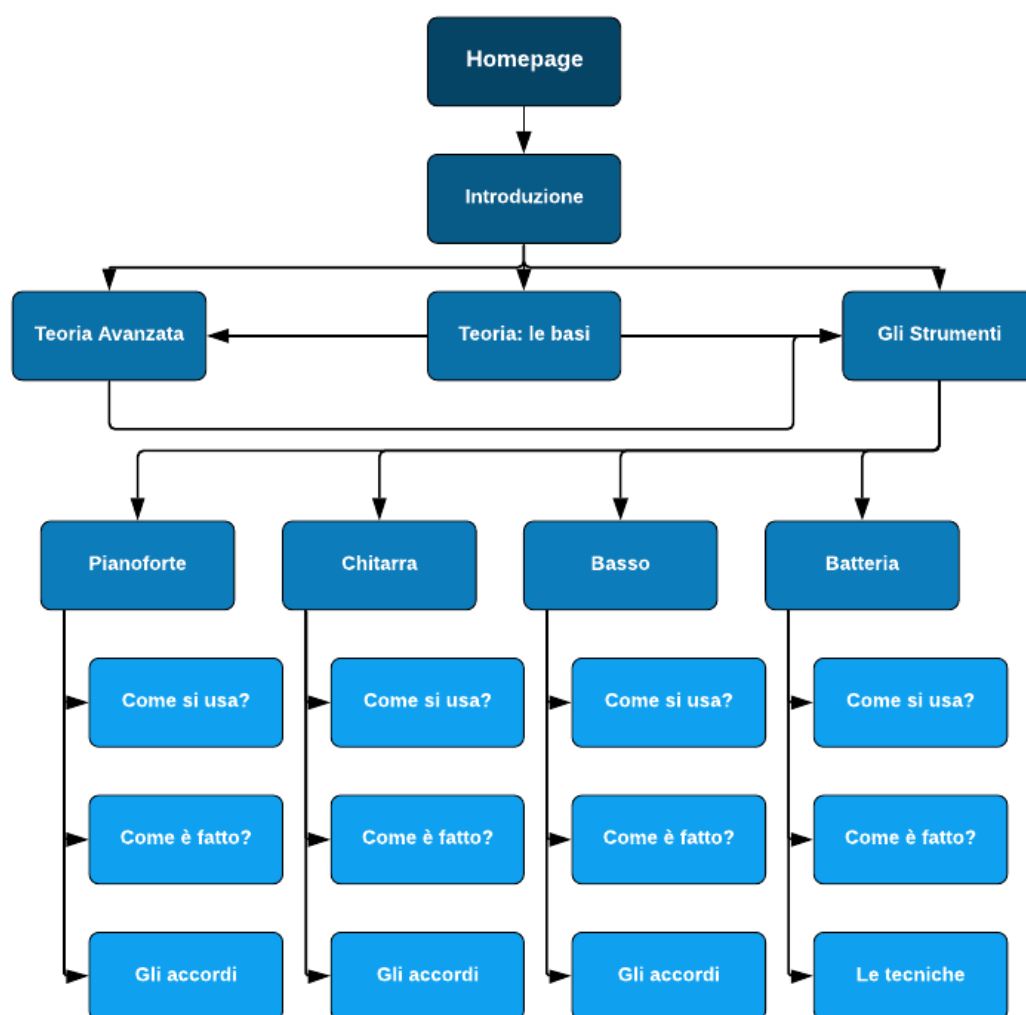 Homepage
Introduzione
Teoria Avanzata
Teoria: le basi
Gli Strumenti
Pianoforte
Chitarra
Basso
Batteria
Come si usa?
Come si usa?
Come si usa?
Come si usa?
Come è fatto?
Come è fatto?
Come è fatto?
Come è fatto?
Gli accordi
Gli accordi
Gli accordi
Le tecniche